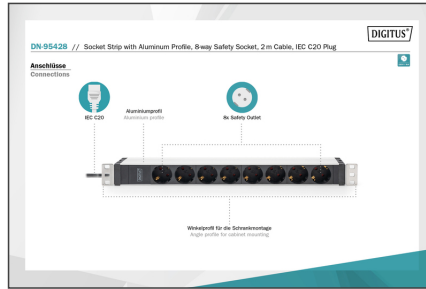 DIGITUS®
DN-95428 // Socket Strip with Aluminum Profile, 8-way Safety Socket, 2 m Cable, IEC C20 Plug
Anschlüsse
Connections
IEC C20
Aluminiumprofil
Aluminium profile
8x Safety Outlet
Winkelprofil für die Schrankmontage
Angle profile for cabinet mounting